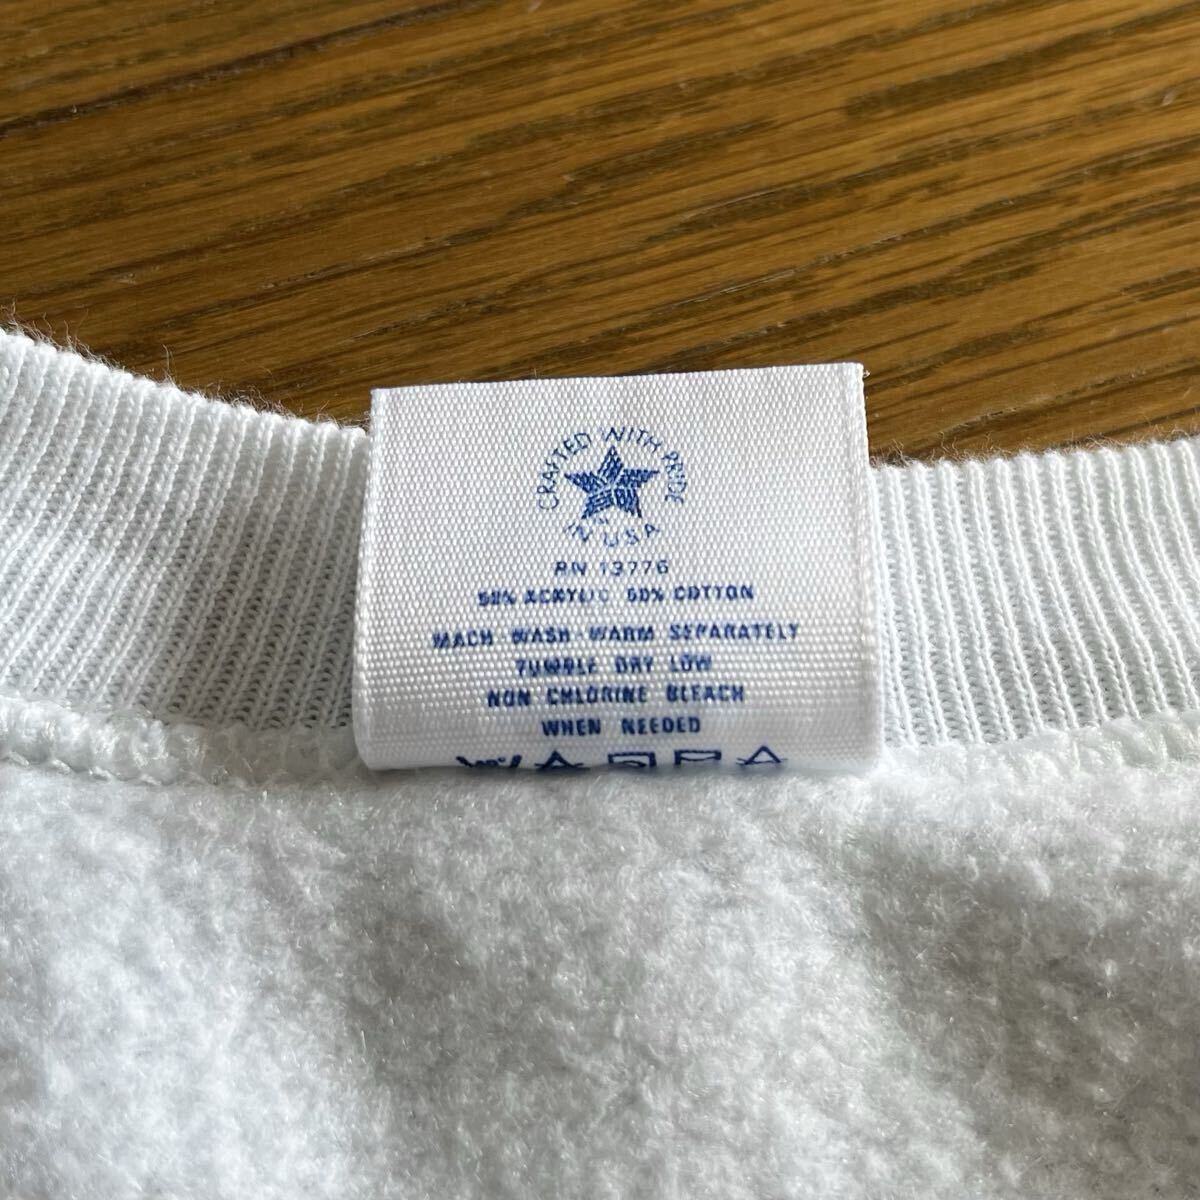 CRAFTED WITH PRIDE
IN USA
RN 13776
50% ACRYLIC 50% COTTON
MACH WASH-WARM SEPARATELY
TUMBLE DRY LOW
NON CHLORINE BLEACH
WHEN NEEDED